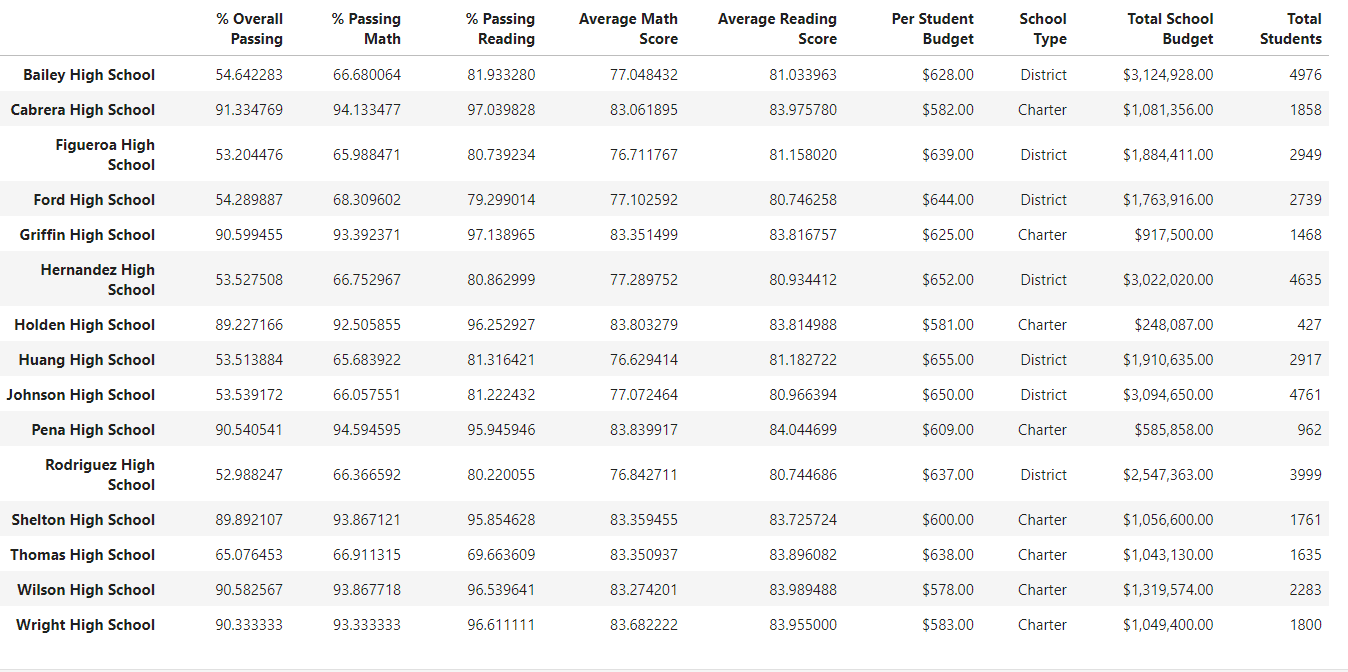 % Overall Passing % Passing Math % Passing Reading Average Math Score Average Reading Score Per Student Budget School Type Total School Budget Total Students
Bailey High School 54.642283 66.680064 81.933280 77.048432 81.033963 $628.00 District $3,124,928.00 4976
Cabrera High School 91.334769 94.133477 97.039828 83.061895 83.975780 $582.00 Charter $1,081,356.00 1858
Figueroa High School 53.204476 65.988471 80.739234 76.711767 81.158020 $639.00 District $1,884,411.00 2949
Ford High School 54.289887 68.309602 79.299014 77.102592 80.746258 $644.00 District $1,763,916.00 2739
Griffin High School 90.599455 93.392371 97.138965 83.351499 83.816757 $625.00 Charter $917,500.00 1468
Hernandez High School 53.527508 66.752967 80.862999 77.289752 80.934412 $652.00 District $3,022,020.00 4635
Holden High School 89.227166 92.505855 96.252927 83.803279 83.814988 $581.00 Charter $248,087.00 427
Huang High School 53.513884 65.683922 81.316421 76.629414 81.182722 $655.00 District $1,910,635.00 2917
Johnson High School 53.539172 66.057551 81.222432 77.072464 80.966394 $650.00 District $3,094,650.00 4761
Pena High School 90.540541 94.594595 95.945946 83.839917 84.044699 $609.00 Charter $585,858.00 962
Rodriguez High School 52.988247 66.366592 80.220055 76.842711 80.744686 $637.00 District $2,547,363.00 3999
Shelton High School 89.892107 93.867121 95.854628 83.359455 83.725724 $600.00 Charter $1,056,600.00 1761
Thomas High School 65.076453 66.911315 69.663609 83.350937 83.896082 $638.00 Charter $1,043,130.00 1635
Wilson High School 90.582567 93.867718 96.539641 83.274201 83.989488 $578.00 Charter $1,319,574.00 2283
Wright High School 90.333333 93.333333 96.611111 83.682222 83.955000 $583.00 Charter $1,049,400.00 1800